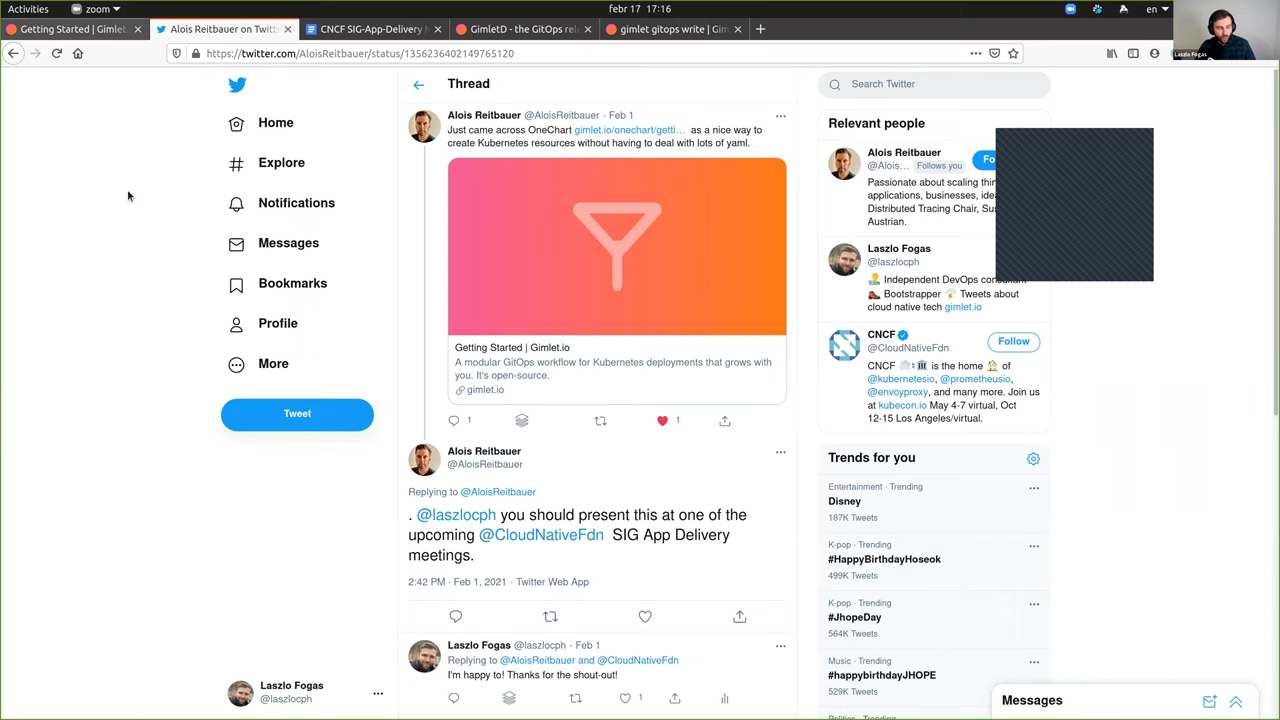 Activities
zoom
febr 17 17:16
en
Getting Started | Gimlet.
Alois Reitbauer on Twitt
CNCF SIG-App-Delivery M
GimletD - the GitOps rel
gimlet gitops write | Gim
Laszlo Fogas
https://twitter.com/AloisReitbauer/status/1356236402149765120
Home
Explore
Notifications
Messages
Bookmarks
Profile
More
Tweet
Laszlo Fogas
@laszlocph
Thread
Alois Reitbauer @AloisReitbauer · Feb 1
Just came across OneChart gimlet.io/onechart/getti... as a nice way to
create Kubernetes resources without having to deal with lots of yaml.
Getting Started | Gimlet.io
A modular GitOps workflow for Kubernetes deployments that grows with
you. It's open-source.
gimlet.io
1
1
Alois Reitbauer
@AloisReitbauer
Replying to @AloisReitbauer
. @laszlocph you should present this at one of the
upcoming @CloudNativeFdn SIG App Delivery
meetings.
2:42 PM · Feb 1, 2021 · Twitter Web App
Laszlo Fogas @laszlocph · Feb 1
Replying to @AloisReitbauer and @CloudNativeFdn
I'm happy to! Thanks for the shout-out!
1
Search Twitter
Relevant people
Alois Reitbauer
@Alois... Follows you
Fo
Passionate about scaling thin
applications, businesses, idea
Distributed Tracing Chair, Sus
Austrian.
Laszlo Fogas
@laszlocph
Independent DevOps consultant
Bootstrapper Tweets about
cloud native tech gimlet.io
CNCF
@CloudNativeFdn
Follow
CNCF is the home of
@kubernetesio, @prometheusio,
@envoyproxy, and many more. Join us
at kubecon.io May 4-7 virtual, Oct
12-15 Los Angeles/virtual.
Trends for you
Entertainment · Trending
Disney
187K Tweets
K-pop · Trending
#HappyBirthdayHoseok
499K Tweets
K-pop · Trending
#JhopeDay
564K Tweets
Music · Trending
#happybirthdayJHOPE
529K Tweets
Messages